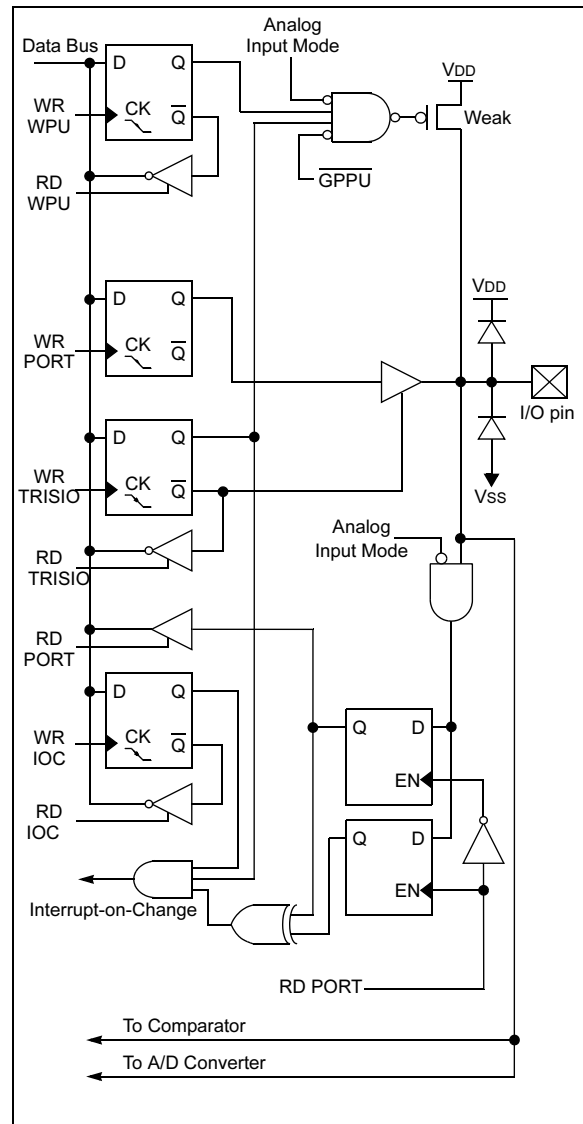 Analog
Input Mode
Data Bus
D Q
VDD
WR
WPU
CK
Q
Weak
RD
WPU
GPPU
D Q
VDD
WR
PORT
CK
Q
I/O pin
D Q
WR
TRISIO
CK
Q
VSS
Analog
Input Mode
RD
TRISIO
RD
PORT
D Q
Q D
WR
IOC
CK
Q
EN
RD
IOC
Q D
Interrupt-on-Change
EN
RD PORT
To Comparator
To A/D Converter